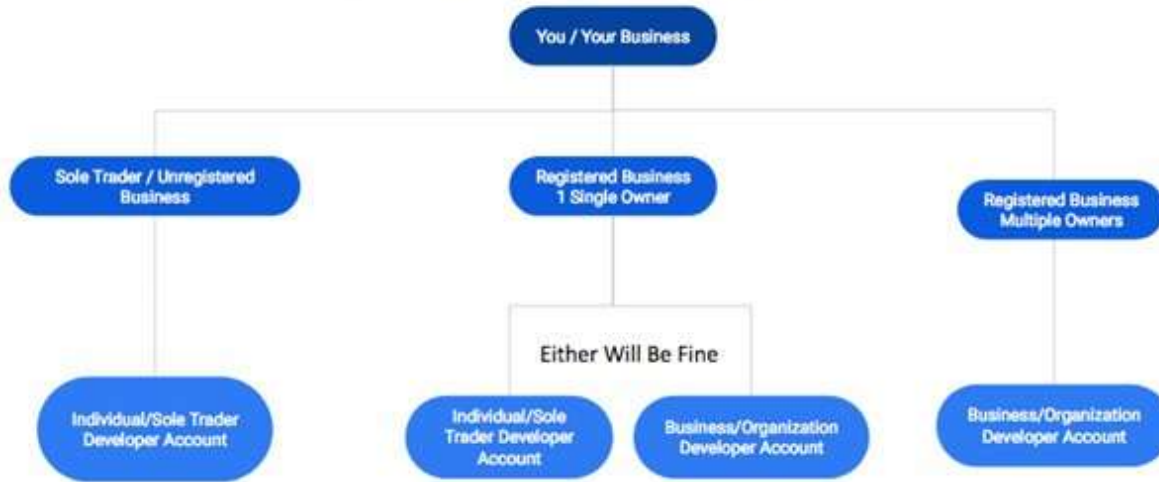 You / Your Business
Sole Trader / Unregistered
Business
Registered Business
1 Single Owner
Registered Business
Multiple Owners
Either Will Be Fine
Individual/Sole Trader
Developer Account
Individual/Sole
Trader Developer
Account
Business/Organization
Developer Account
Business/Organization
Developer Account